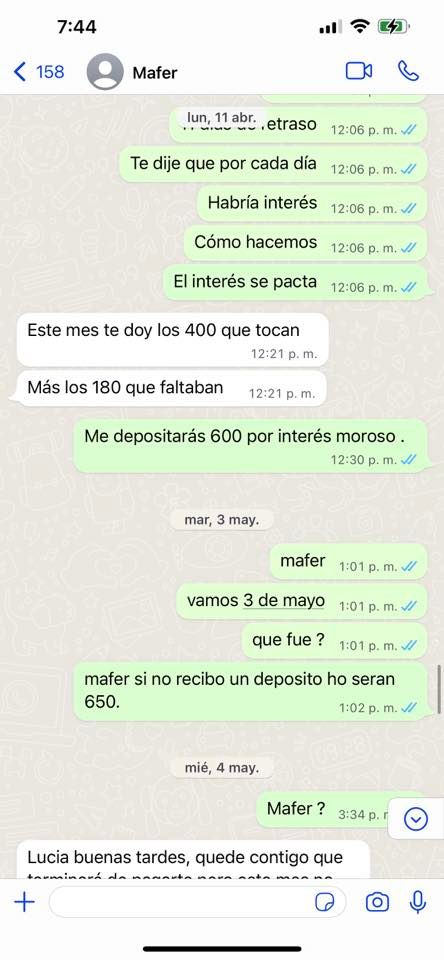 7:44
158
Mafer
lun, 11 abr.
retraso 12:06 p. m.
Te dije que por cada día 12:06 p. m.
Habría interés 12:06 p. m.
Cómo hacemos 12:06 p. m.
El interés se pacta 12:06 p. m.
Este mes te doy los 400 que tocan
12:21 p. m.
Más los 180 que faltaban 12:21 p. m.
Me depositarás 600 por interés moroso .
12:30 p. m.
mar, 3 may.
mafer 1:01 p. m.
vamos 3 de mayo 1:01 p. m.
que fue ? 1:01 p. m.
mafer si no recibo un deposito ho seran
650. 1:02 p. m.
mié, 4 may.
Mafer ? 3:34 p.
Lucia buenas tardes, quede contigo que